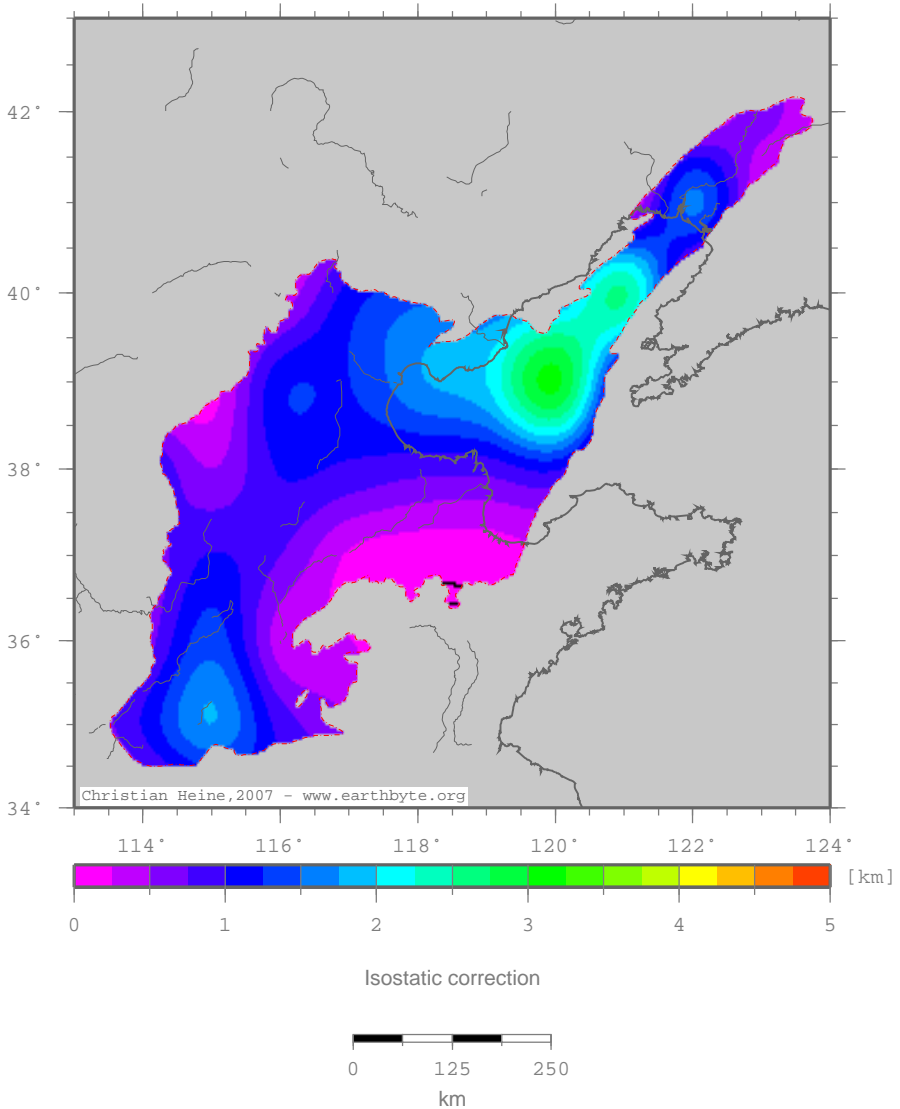 42°
40°
38°
36°
34°
Christian Heine,2007 - www.earthbyte.org
114° 116° 118° 120° 122° 124°
[km]
0 1 2 3 4 5
Isostatic correction
0 125 250
km